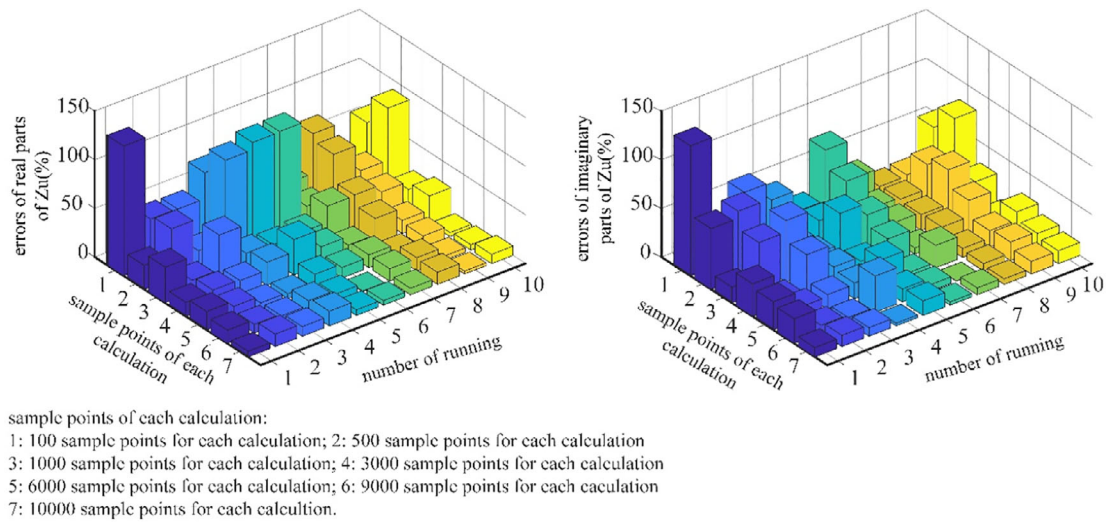 errors of real parts
of Zu(%)
150
100
50
0
1
2
3
4
5
6
7
sample points of each
calculation
1
2
3
4
5
6
7
8
9
10
number of running
errors of imaginary
parts of Zu(%)
150
100
50
0
1
2
3
4
5
6
7
sample points of each
calculation
1
2
3
4
5
6
7
8
9
10
number of running
sample points of each calculation:
1: 100 sample points for each calculation; 2: 500 sample points for each calculation
3: 1000 sample points for each calculation; 4: 3000 sample points for each calculation
5: 6000 sample points for each calculation; 6: 9000 sample points for each caculation
7: 10000 sample points for each calcultion.